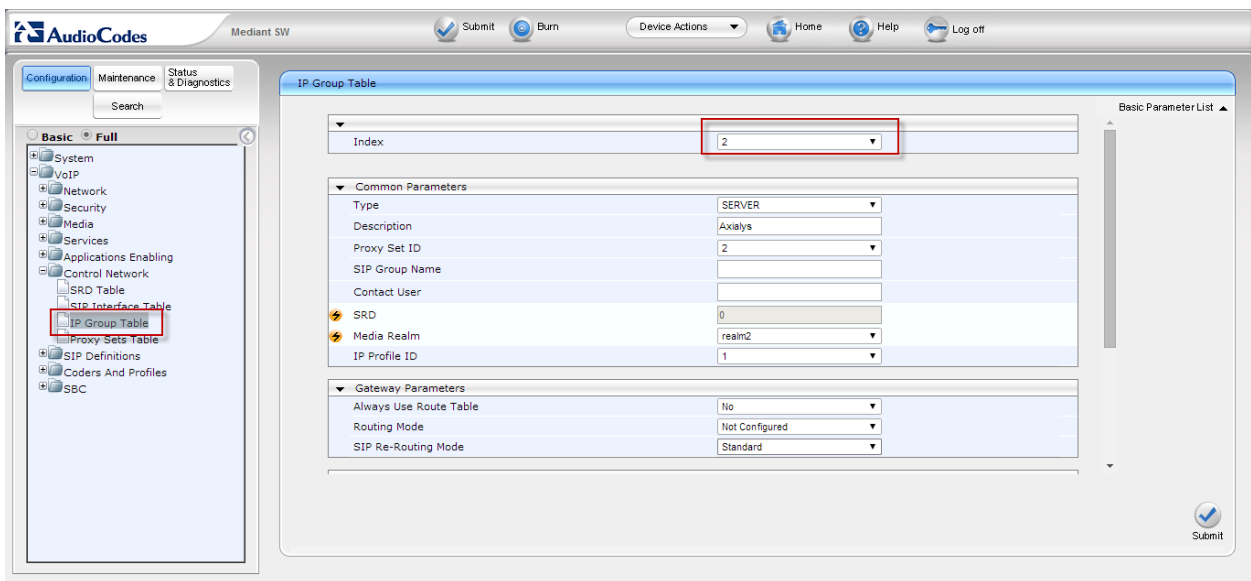 AudioCodes
Mediant SW
Submit
Burn
Device Actions
Home
Help
Log off
Configuration
Maintenance
Status
& Diagnostics
Search
Basic
Full
System
VoIP
Network
Security
Media
Services
Applications Enabling
Control Network
SRD Table
SIP Interface Table
IP Group Table
Proxy Sets Table
SIP Definitions
Coders And Profiles
SBC
IP Group Table
Basic Parameter List
Index 2
Common Parameters
Type SERVER
Description Axialys
Proxy Set ID 2
SIP Group Name
Contact User
SRD 0
Media Realm realm2
IP Profile ID 1
Gateway Parameters
Always Use Route Table No
Routing Mode Not Configured
SIP Re-Routing Mode Standard
Submit